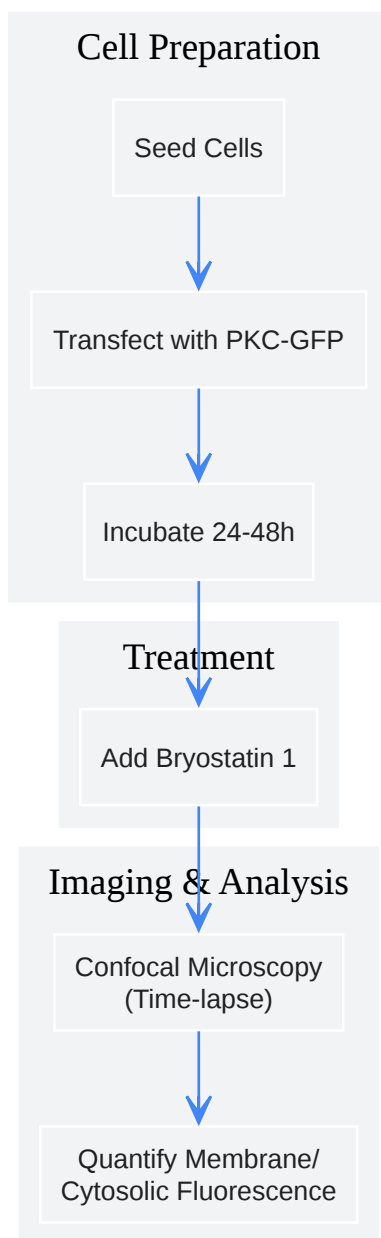 Cell Preparation
Seed Cells
Transfect with PKC-GFP
Incubate 24-48h
Treatment
Add Bryostatin 1
Imaging & Analysis
Confocal Microscopy
(Time-lapse)
Quantify Membrane/
Cytosolic Fluorescence